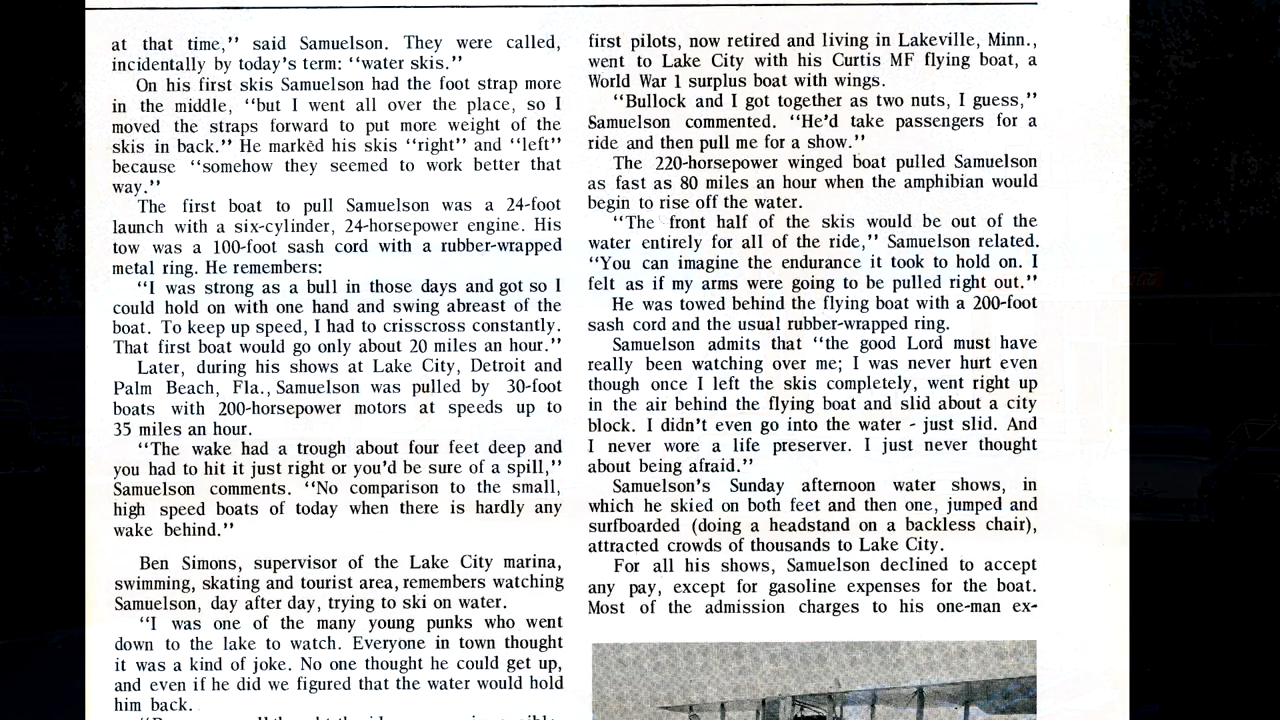 at that time,” said Samuelson. They were called,
incidentally by today’s term: “water skis.”
On his first skis Samuelson had the foot strap more
in the middle, “but I went all over the place, so I
moved the straps forward to put more weight of the
skis in back.” He marked his skis “right” and “left”
because “somehow they seemed to work better that
way.”
The first boat to pull Samuelson was a 24-foot
launch with a six-cylinder, 24-horsepower engine. His
tow was a 100-foot sash cord with a rubber-wrapped
metal ring. He remembers:
“I was strong as a bull in those days and got so I
could hold on with one hand and swing abreast of the
boat. To keep up speed, I had to crisscross constantly.
That first boat would go only about 20 miles an hour.”
Later, during his shows at Lake City, Detroit and
Palm Beach, Fla., Samuelson was pulled by 30-foot
boats with 200-horsepower motors at speeds up to
35 miles an hour.
“The wake had a trough about four feet deep and
you had to hit it just right or you’d be sure of a spill,”
Samuelson comments. “No comparison to the small,
high speed boats of today when there is hardly any
wake behind.”
Ben Simons, supervisor of the Lake City marina,
swimming, skating and tourist area, remembers watching
Samuelson, day after day, trying to ski on water.
“I was one of the many young punks who went
down to the lake to watch. Everyone in town thought
it was a kind of joke. No one thought he could get up,
and even if he did we figured that the water would hold
him back.
first pilots, now retired and living in Lakeville, Minn.,
went to Lake City with his Curtis MF flying boat, a
World War 1 surplus boat with wings.
“Bullock and I got together as two nuts, I guess,”
Samuelson commented. “He’d take passengers for a
ride and then pull me for a show.”
The 220-horsepower winged boat pulled Samuelson
as fast as 80 miles an hour when the amphibian would
begin to rise off the water.
“The front half of the skis would be out of the
water entirely for all of the ride,” Samuelson related.
“You can imagine the endurance it took to hold on. I
felt as if my arms were going to be pulled right out.”
He was towed behind the flying boat with a 200-foot
sash cord and the usual rubber-wrapped ring.
Samuelson admits that “the good Lord must have
really been watching over me; I was never hurt even
though once I left the skis completely, went right up
in the air behind the flying boat and slid about a city
block. I didn’t even go into the water - just slid. And
I never wore a life preserver. I just never thought
about being afraid.”
Samuelson’s Sunday afternoon water shows, in
which he skied on both feet and then one, jumped and
surfboarded (doing a headstand on a backless chair),
attracted crowds of thousands to Lake City.
For all his shows, Samuelson declined to accept
any pay, except for gasoline expenses for the boat.
Most of the admission charges to his one-man ex-